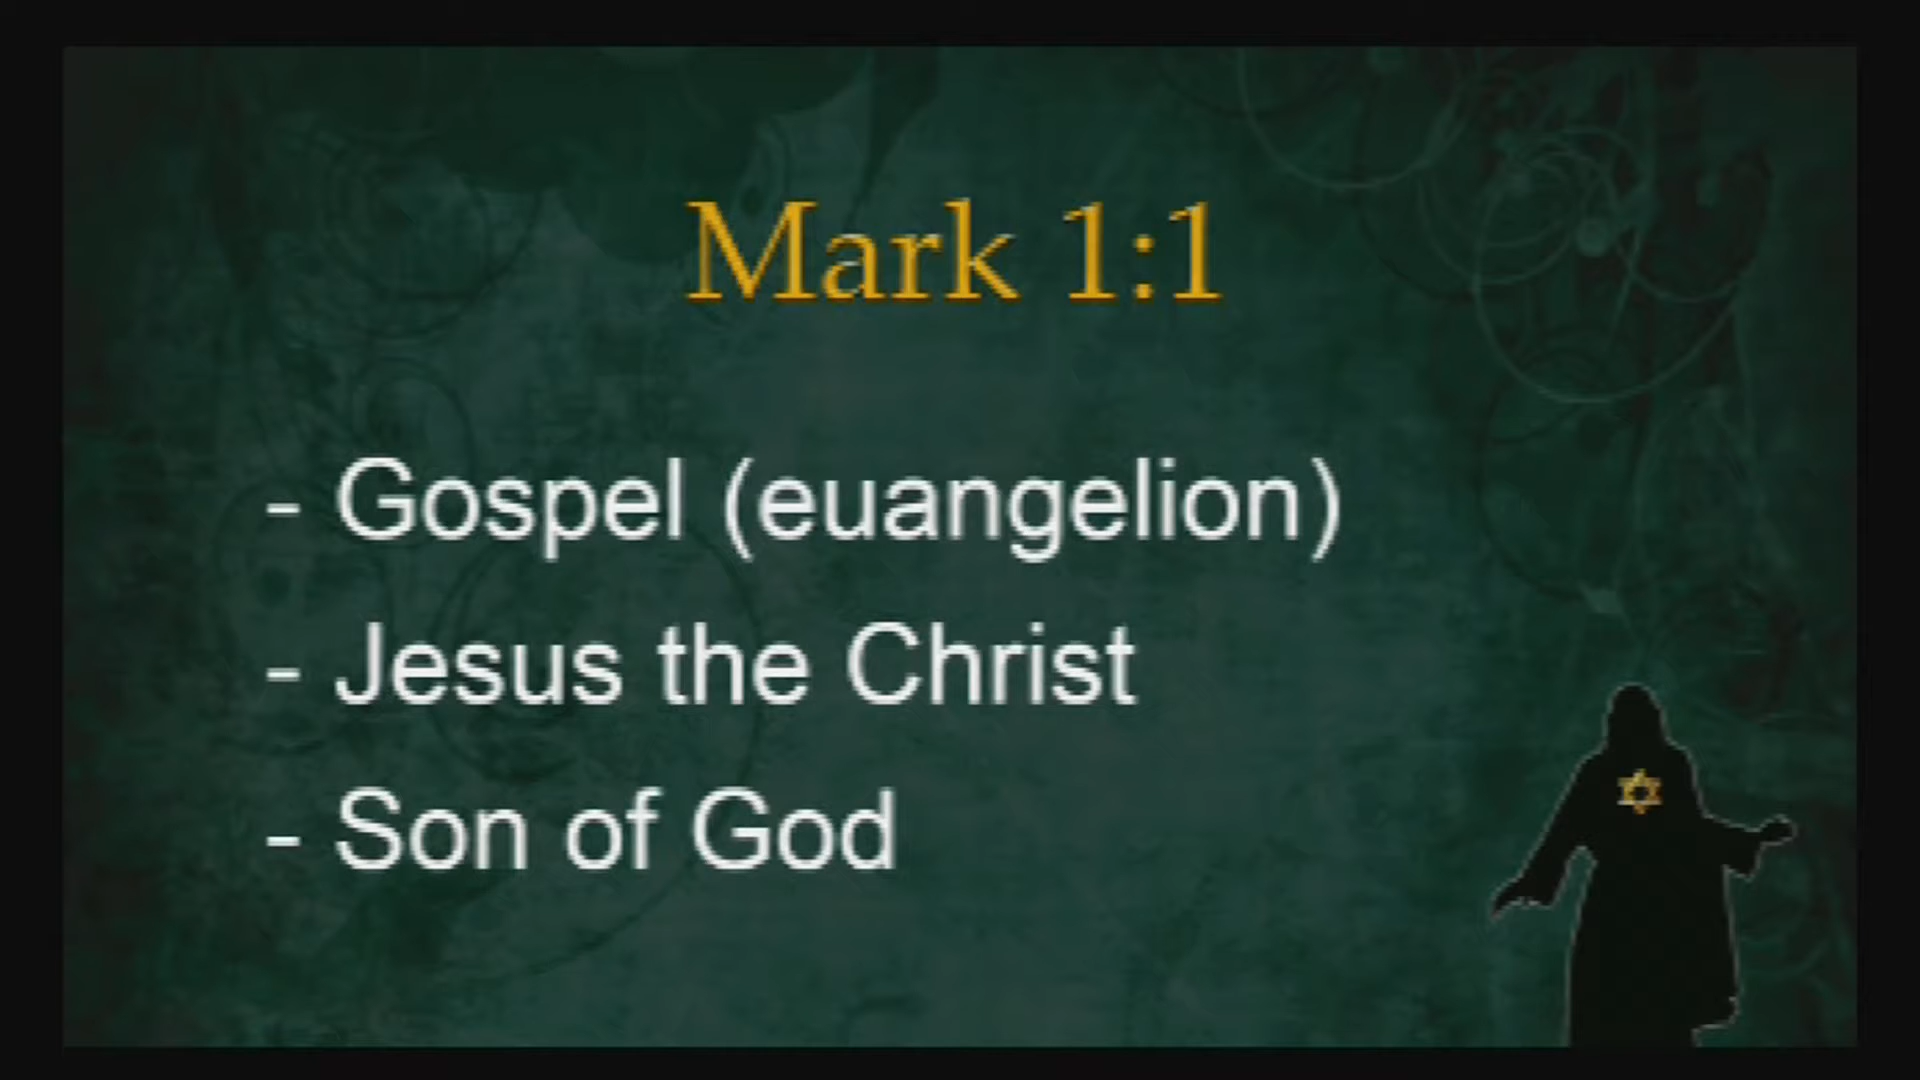 Mark 1:1
- Gospel (euangelion)
- Jesus the Christ
- Son of God